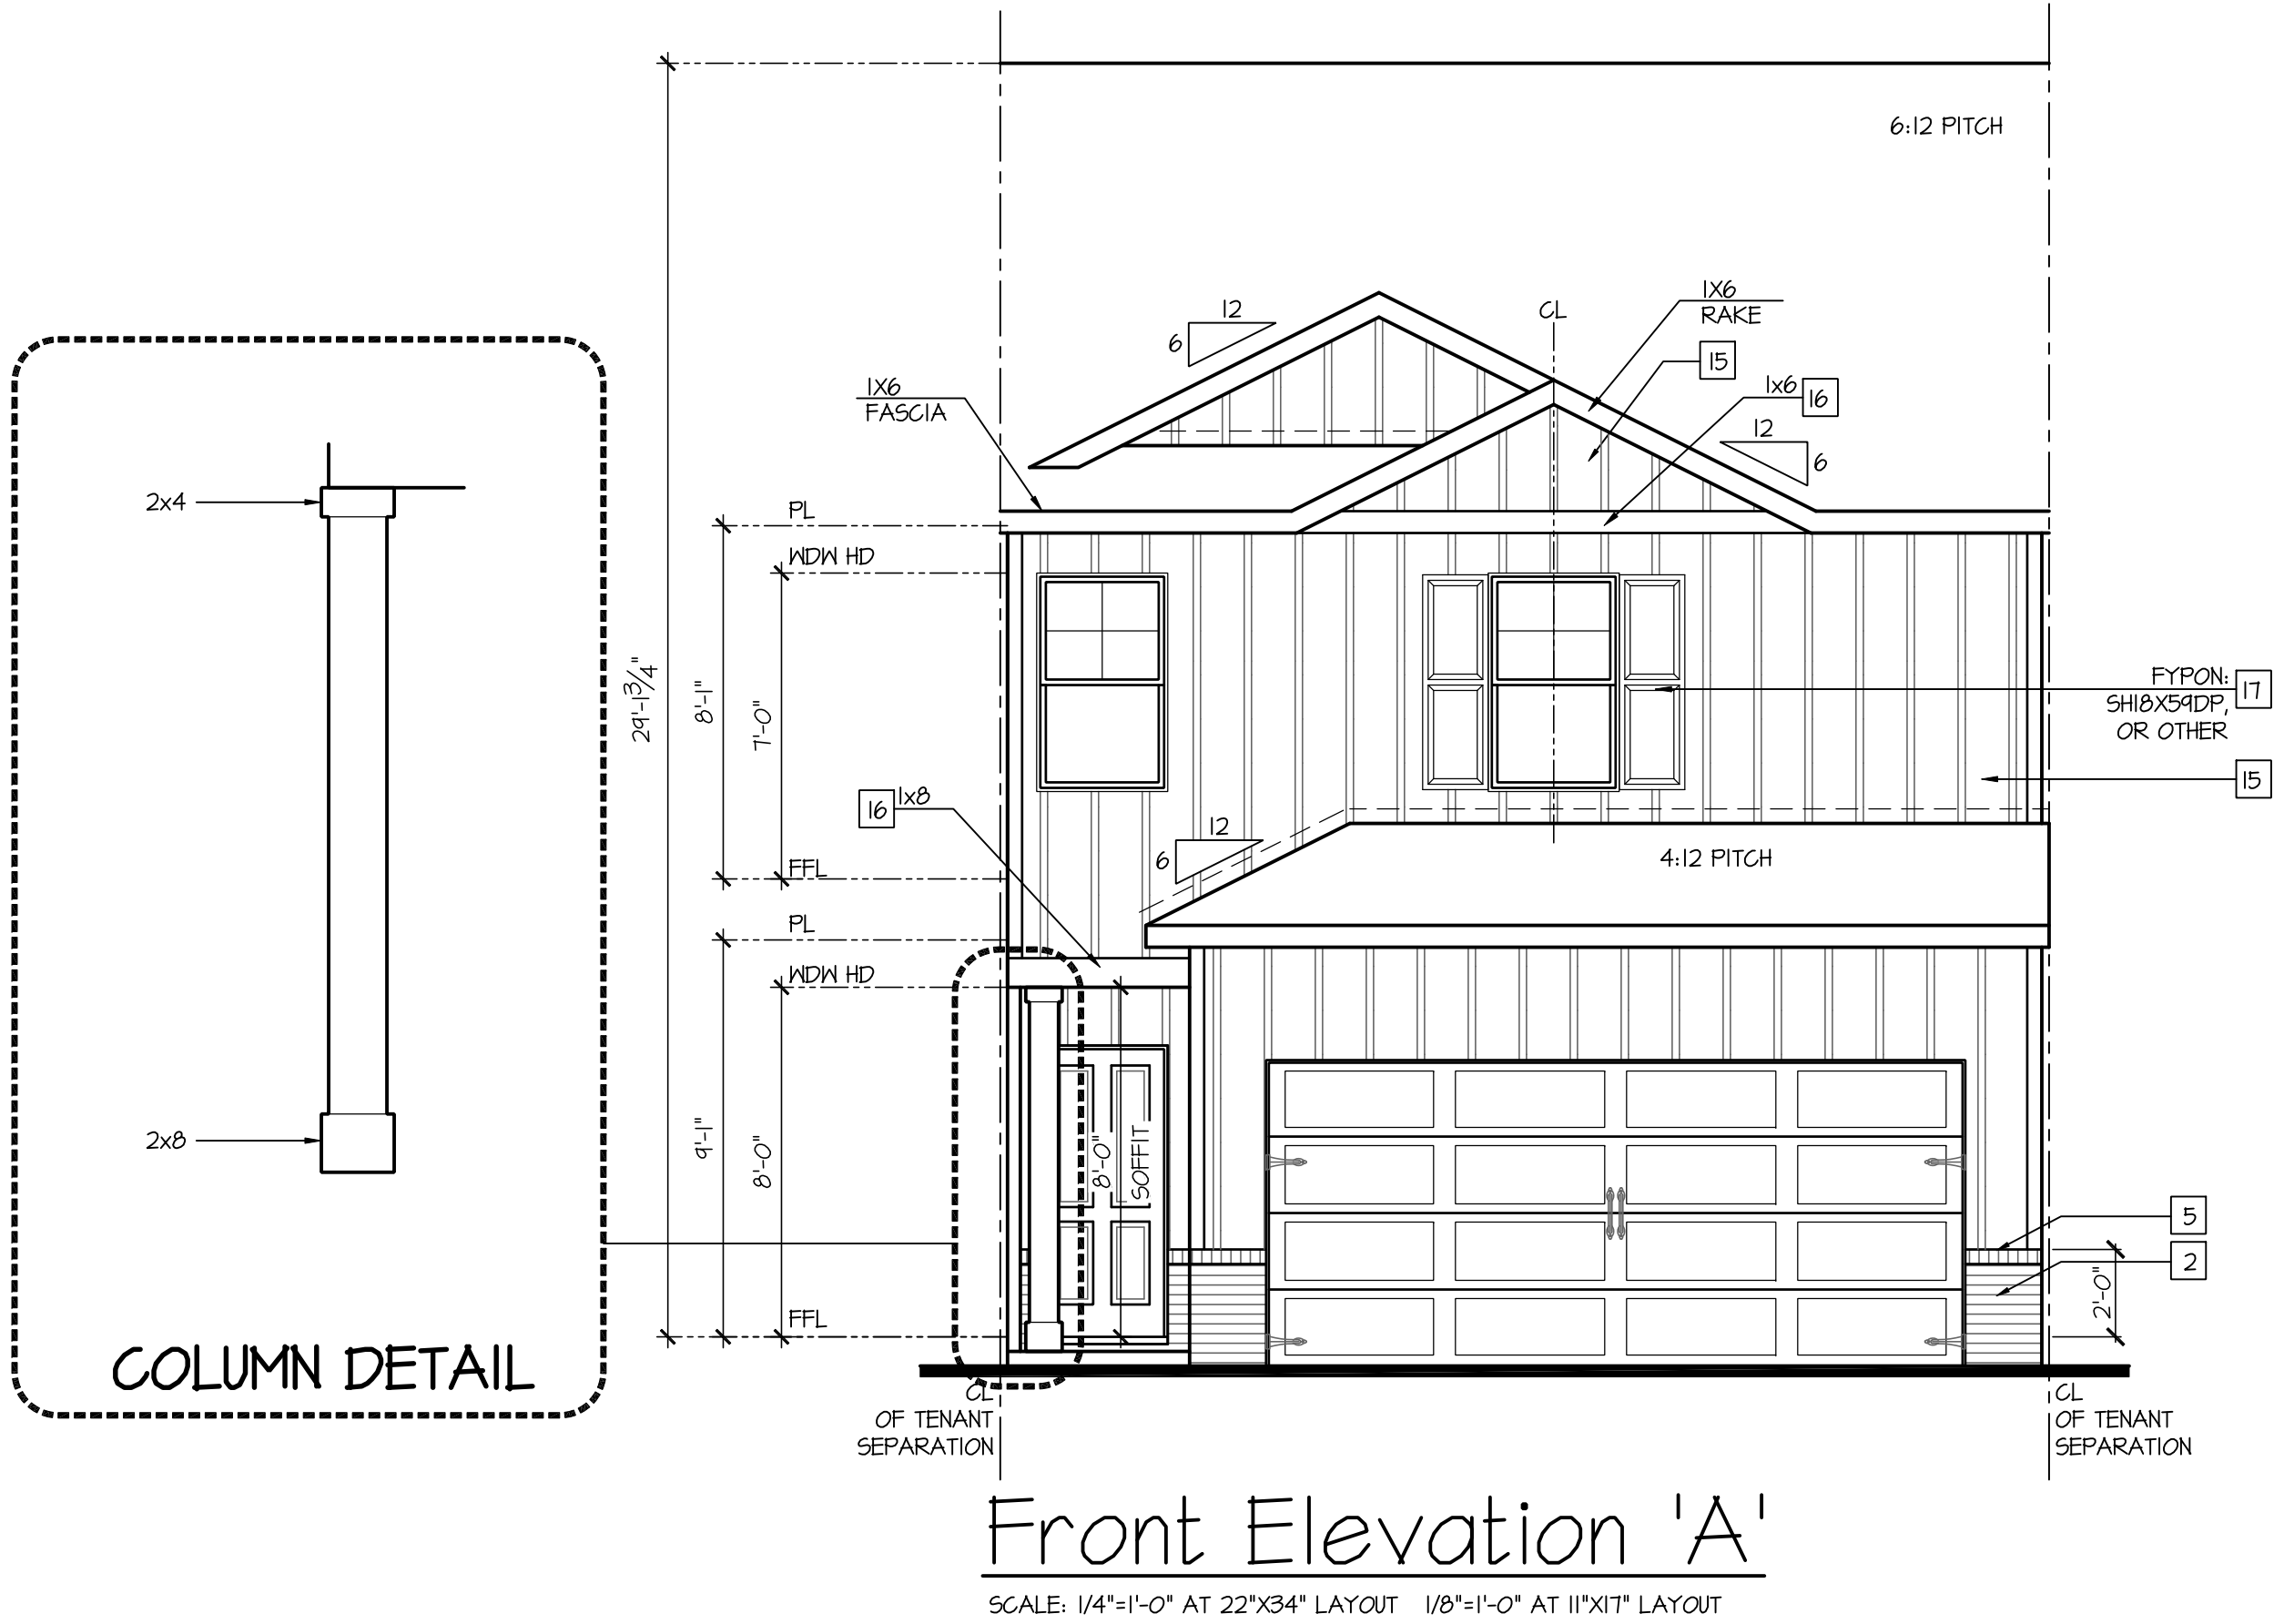 6:12 PITCH
12
6
CL
1X6
RAKE
15
1x6 16
12
6
1X6
FASCIA
PL
WDW HD
2x4
29'-1 3/4"
8'-1"
7'-0"
FYPON: 17
SH18X59DP,
OR OTHER
15
16 1x8
12
6
4:12 PITCH
FFL
PL
WDW HD
9'-1"
8'-0"
8'-0"
SOFFIT
2x8
5
2
2'-0"
FFL
COLUMN DETAIL
CL
OF TENANT
SEPARATION
CL
OF TENANT
SEPARATION
Front Elevation 'A'
SCALE: 1/4"=1'-0" AT 22"X34" LAYOUT 1/8"=1'-0" AT 11"X17" LAYOUT